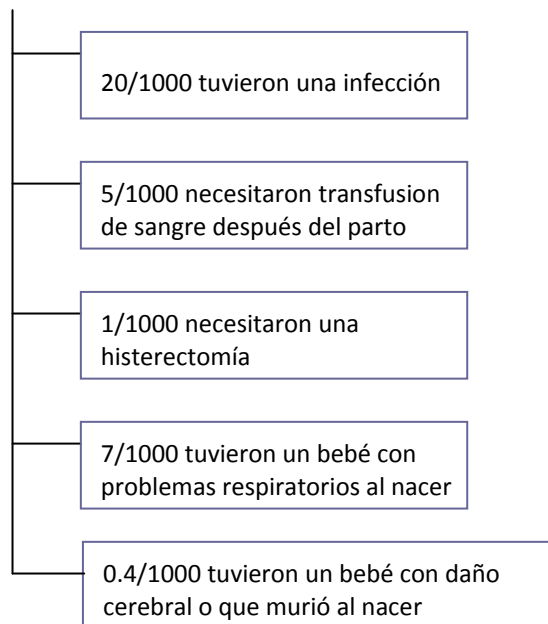 20/1000 tuvieron una infección
5/1000 necesitaron transfusion
de sangre después del parto
1/1000 necesitaron una
histerectomía
7/1000 tuvieron un bebé con
problemas respiratorios al nacer
0.4/1000 tuvieron un bebé con daño
cerebral o que murió al nacer